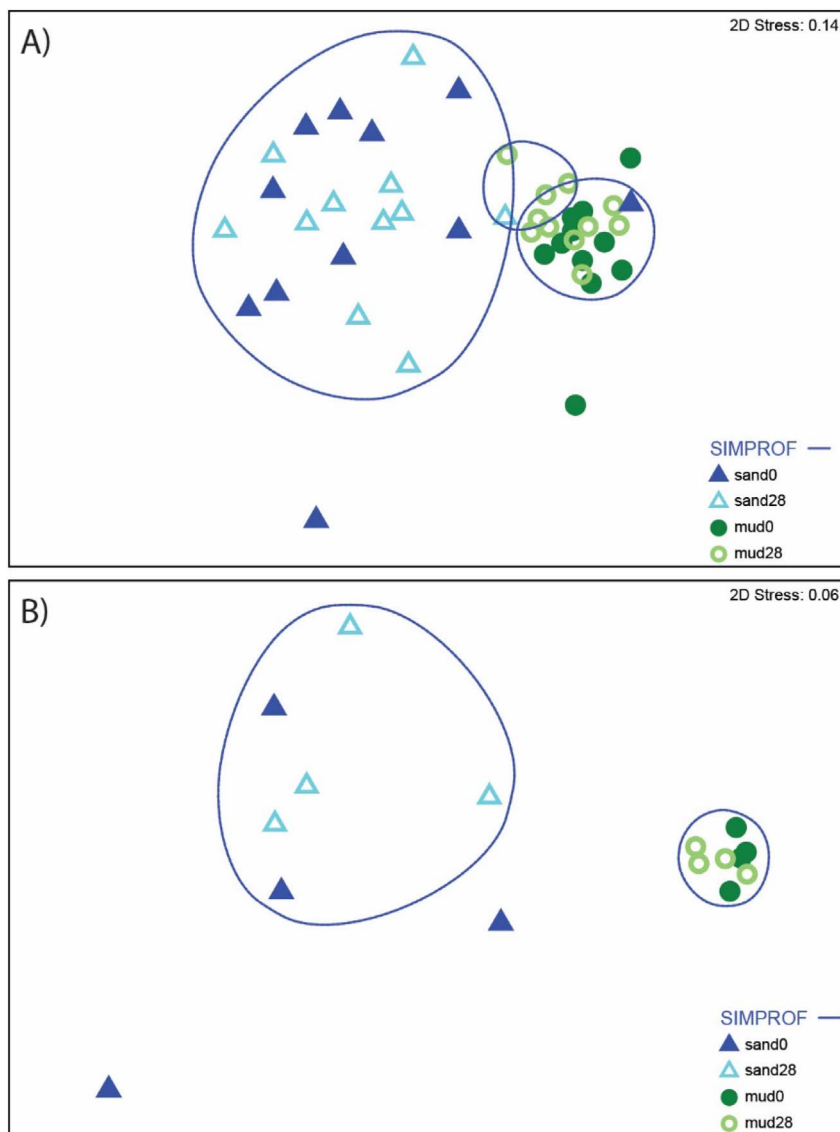 A)
2D Stress: 0.14
SIMPROF
sand0
sand28
mud0
mud28
B)
2D Stress: 0.06
SIMPROF
sand0
sand28
mud0
mud28